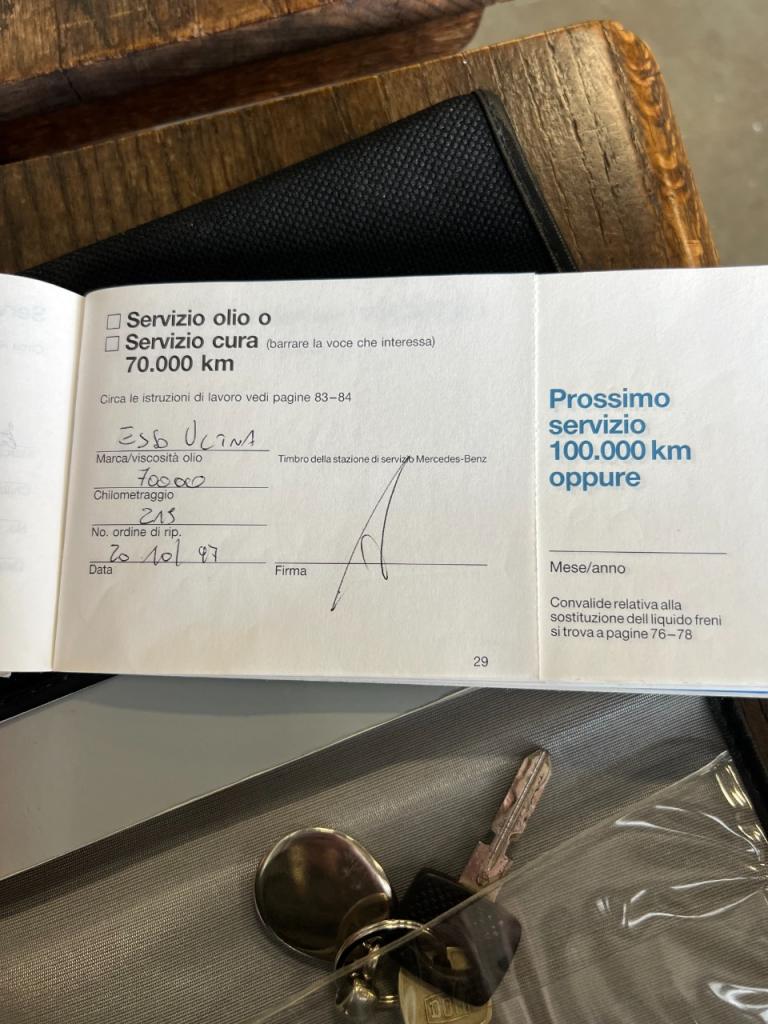 Servizio olio o
Servizio cura (barrare la voce che interessa)
70.000 km
Circa le istruzioni di lavoro vedi pagine 83–84
Esso
Marca/viscosità olio
Timbro della stazione di servizio Mercedes-Benz
70000
Chilometraggio
No. ordine di rip.
20 10/97
Data
Firma
29
Prossimo
servizio
100.000 km
oppure
Mese/anno
Convalide relativa alla
sostituzione dell liquido freni
si trova a pagine 76–78